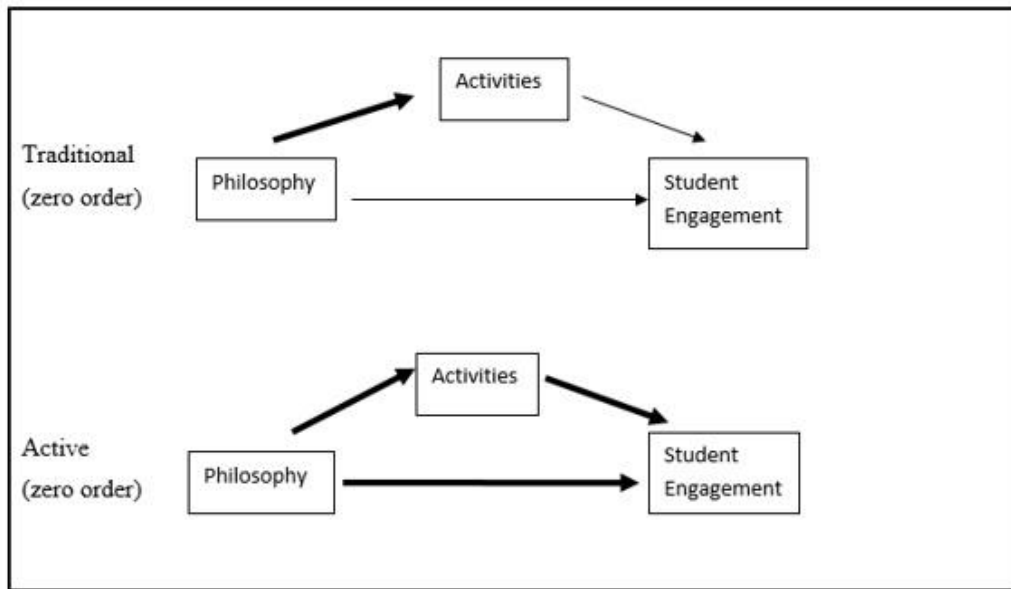 Activities
Traditional
(zero order)
Philosophy
Student
Engagement
Activities
Active
(zero order)
Philosophy
Student
Engagement